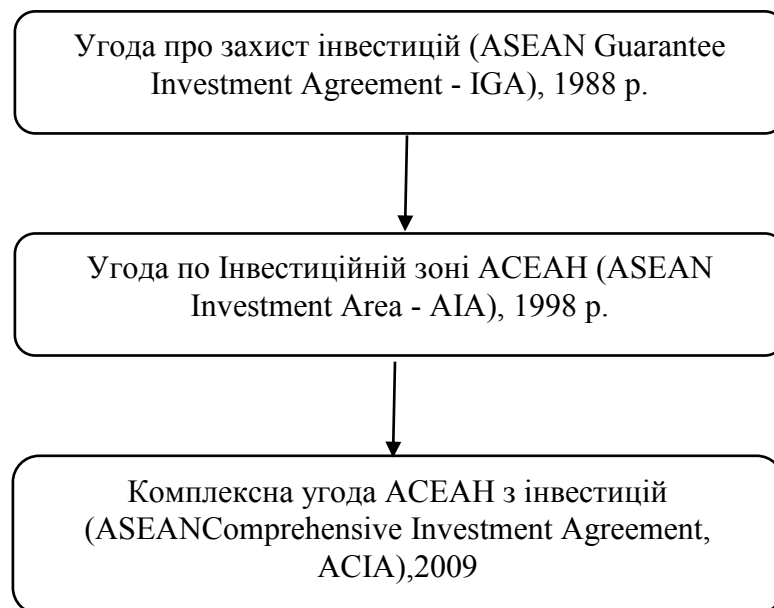 Угода про захист інвестицій (ASEAN Guarantee
Investment Agreement - IGA), 1988 р.
Угода по Інвестиційній зоні АСЕАН (ASEAN
Investment Area - AIA), 1998 р.
Комплексна угода АСЕАН з інвестицій
(ASEANComprehensive Investment Agreement,
ACIA),2009